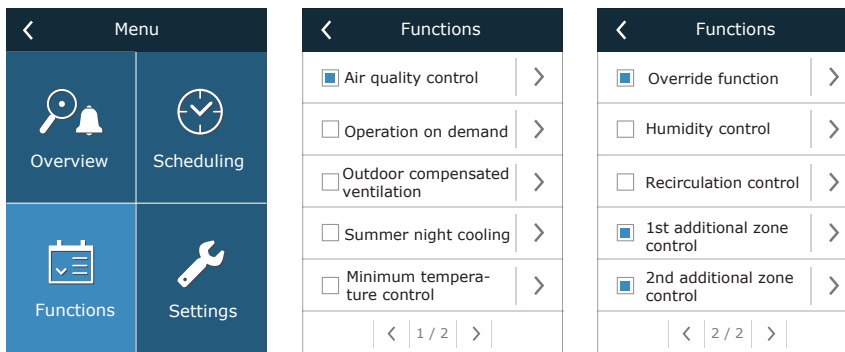 Menu
Overview
Scheduling
Functions
Settings
Functions
Air quality control
Operation on demand
Outdoor compensated
ventilation
Summer night cooling
Minimum tempera-
ture control
1 / 2
Functions
Override function
Humidity control
Recirculation control
1st additional zone
control
2nd additional zone
control
2 / 2